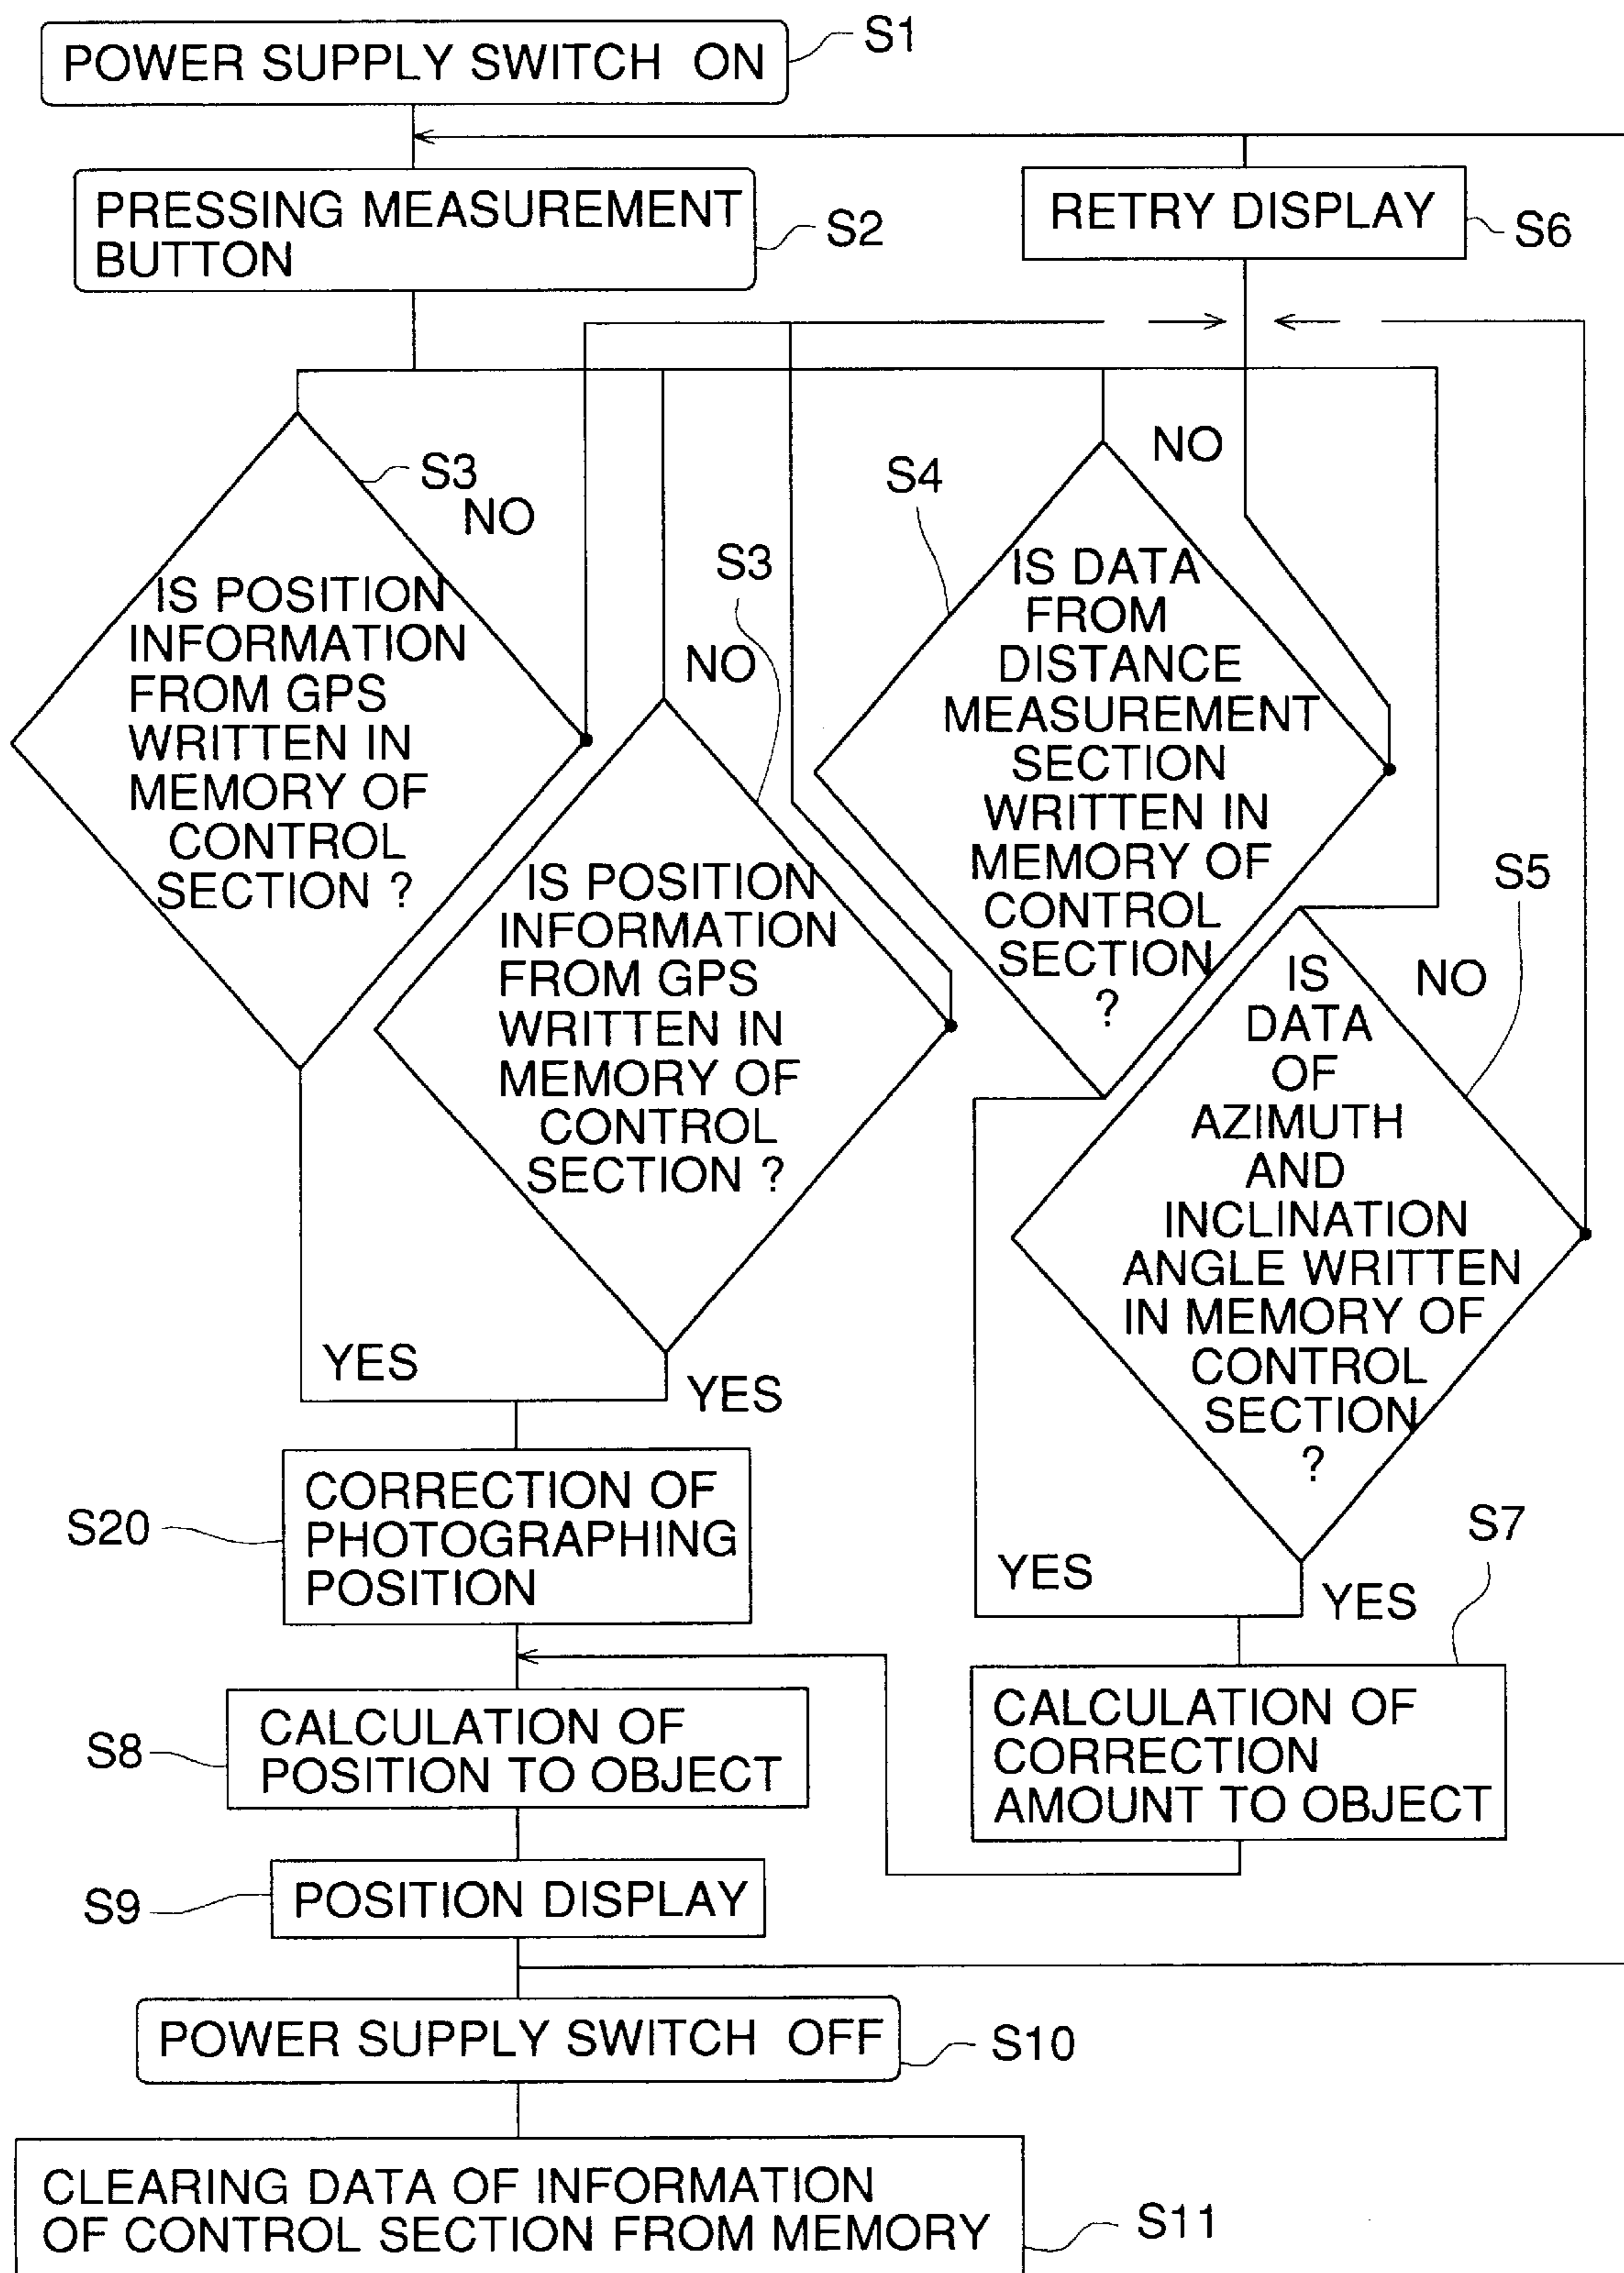 POWER SUPPLY SWITCH ON
S1
PRESSING MEASUREMENT
BUTTON
S2
RETRY DISPLAY
S6
S3
NO
IS POSITION
INFORMATION
FROM GPS
WRITTEN IN
MEMORY OF
CONTROL
SECTION ?
S3
NO
IS POSITION
INFORMATION
FROM GPS
WRITTEN IN
MEMORY OF
CONTROL
SECTION ?
S4
NO
IS DATA
FROM
DISTANCE
MEASUREMENT
SECTION
WRITTEN IN
MEMORY OF
CONTROL
SECTION
?
S5
NO
IS
DATA
OF
AZIMUTH
AND
INCLINATION
ANGLE WRITTEN
IN MEMORY OF
CONTROL
SECTION
?
YES
YES
YES
YES
S20
CORRECTION OF
PHOTOGRAPHING
POSITION
S7
CALCULATION OF
CORRECTION
AMOUNT TO OBJECT
S8
CALCULATION OF
POSITION TO OBJECT
S9
POSITION DISPLAY
POWER SUPPLY SWITCH OFF
S10
CLEARING DATA OF INFORMATION
OF CONTROL SECTION FROM MEMORY
S11